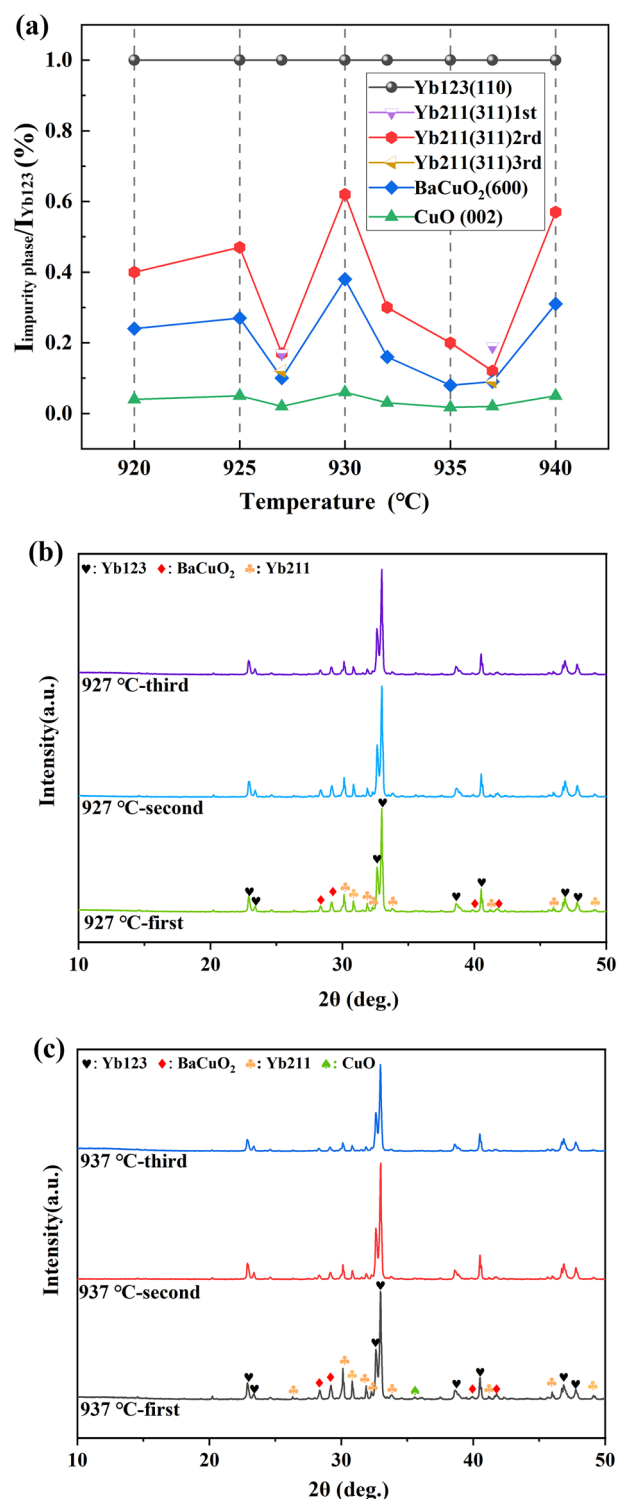 (a)
I impurity phase/I Yb123 (%)
1.0
0.8
0.6
0.4
0.2
0.0
Yb123(110)
Yb211(311)1st
Yb211(311)2rd
Yb211(311)3rd
BaCuO₂(600)
CuO (002)
920 925 930 935 940
Temperature (℃)
(b)
♥: Yb123 ♦: BaCuO₂ ♣: Yb211
Intensity(a.u.)
927 ℃-third
927 ℃-second
927 ℃-first
10 20 30 40 50
2θ (deg.)
(c)
♥: Yb123 ♦: BaCuO₂ ♣: Yb211 ♠: CuO
Intensity(a.u.)
937 ℃-third
937 ℃-second
937 ℃-first
10 20 30 40 50
2θ (deg.)